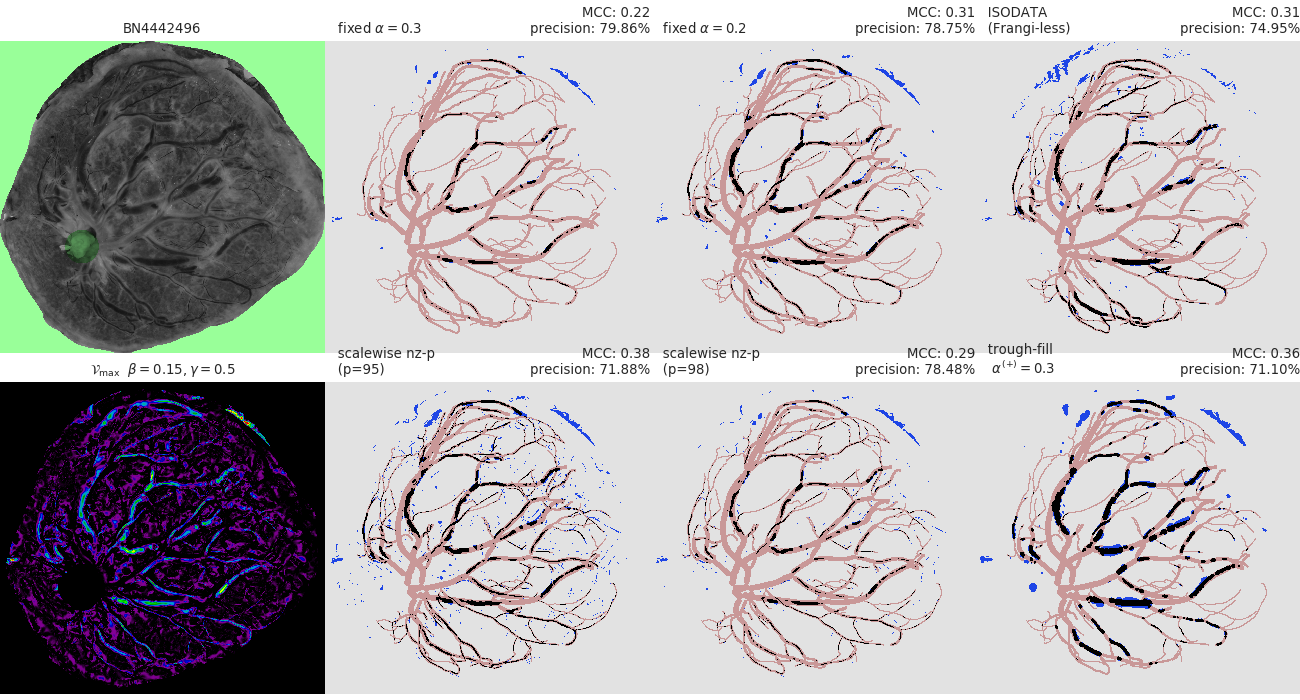 BN4442496
fixed α = 0.3
MCC: 0.22
precision: 79.86%
fixed α = 0.2
MCC: 0.31
precision: 78.75%
ISODATA
(Frangi-less)
MCC: 0.31
precision: 74.95%
𝒱max β = 0.15, γ = 0.5
scalewise nz-p
(p=95)
MCC: 0.38
precision: 71.88%
scalewise nz-p
(p=98)
MCC: 0.29
precision: 78.48%
trough-fill
α(+) = 0.3
MCC: 0.36
precision: 71.10%